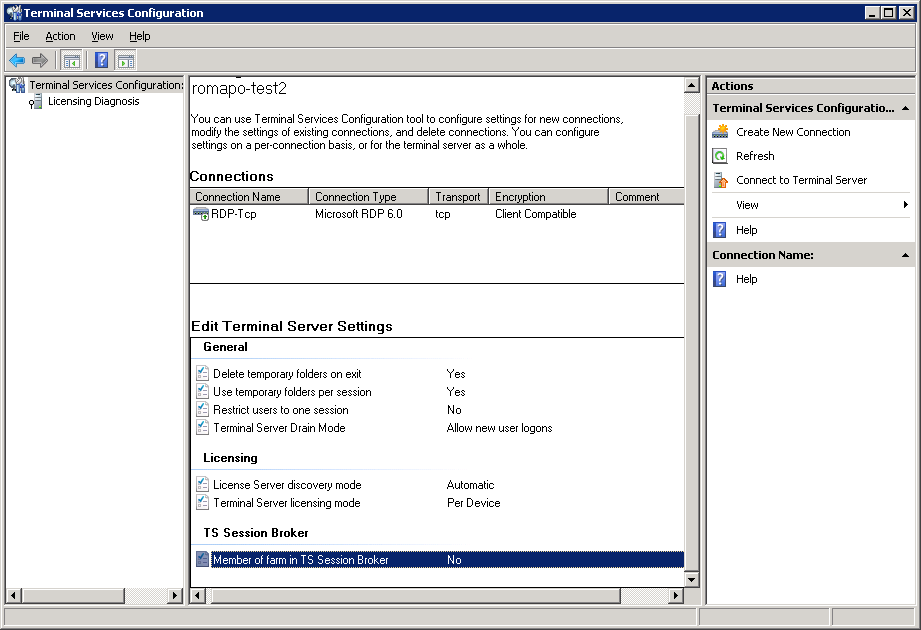 Terminal Services Configuration
File Action View Help
Terminal Services Configuration:
Licensing Diagnosis
romapo-test2
You can use Terminal Services Configuration tool to configure settings for new connections,
modify the settings of existing connections, and delete connections. You can configure
settings on a per-connection basis, or for the terminal server as a whole.
Connections
Connection Name Connection Type Transport Encryption Comment
RDP-Tcp Microsoft RDP 6.0 tcp Client Compatible
Edit Terminal Server Settings
General
Delete temporary folders on exit Yes
Use temporary folders per session Yes
Restrict users to one session No
Terminal Server Drain Mode Allow new user logons
Licensing
License Server discovery mode Automatic
Terminal Server licensing mode Per Device
TS Session Broker
Member of farm in TS Session Broker No
Actions
Terminal Services Configuratio...
Create New Connection
Refresh
Connect to Terminal Server
View
Help
Connection Name:
Help